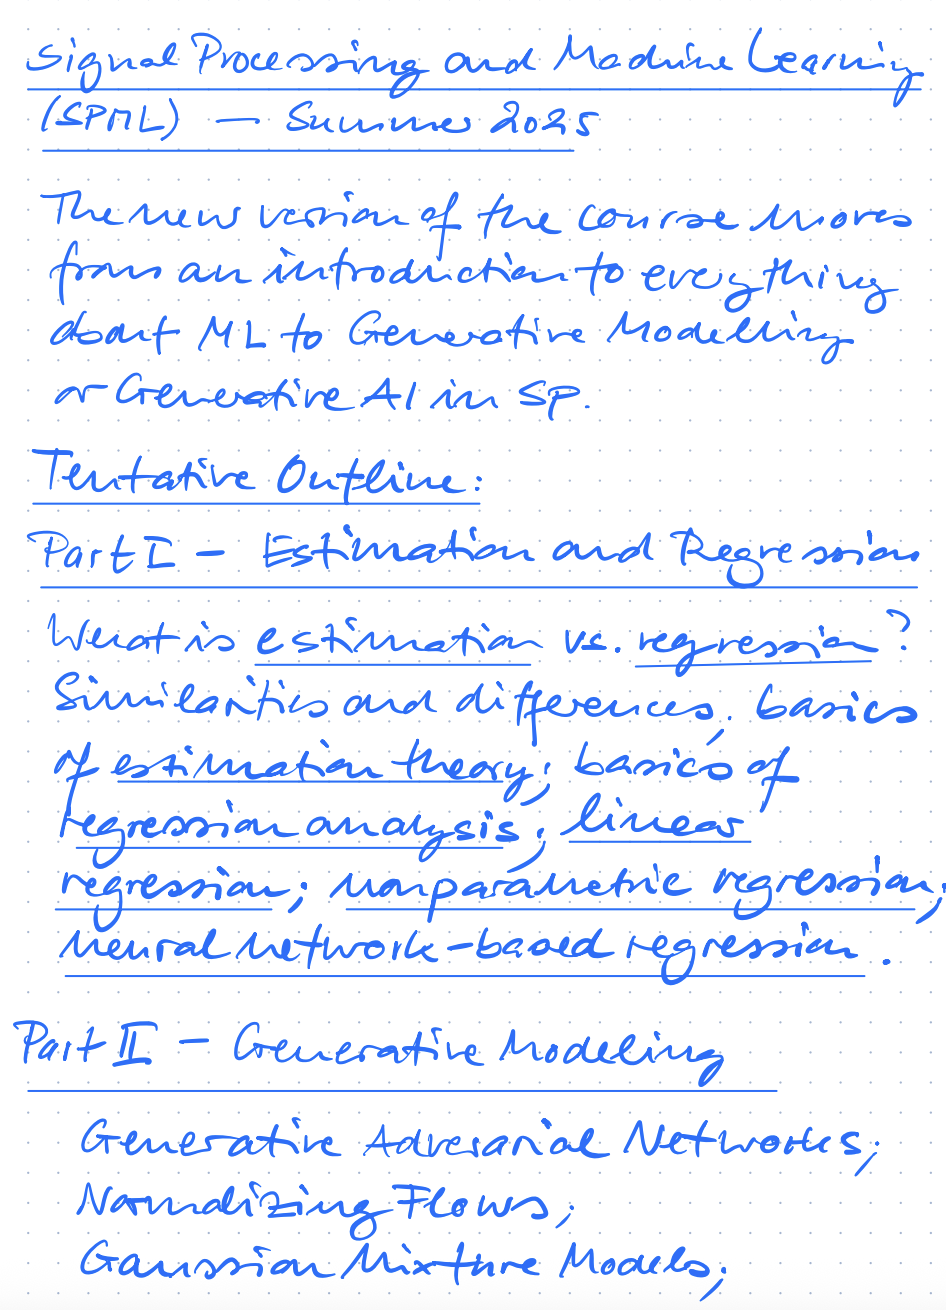 Signal Processing and Machine Learning
(SPML) — Summer 2025
The new version of the course moves
from an introduction to everything
about ML to Generative Modelling
or Generative AI in SP.
Tentative Outline:
Part I – Estimation and Regression
What is estimation vs. regression?
Similarities and differences, basics
of estimation theory; basics of
regression analysis; linear
regression; nonparametric regression;
neural network-based regression.
Part II – Generative Modeling
Generative Adversarial Networks;
Normalizing Flows;
Gaussian Mixture Models;